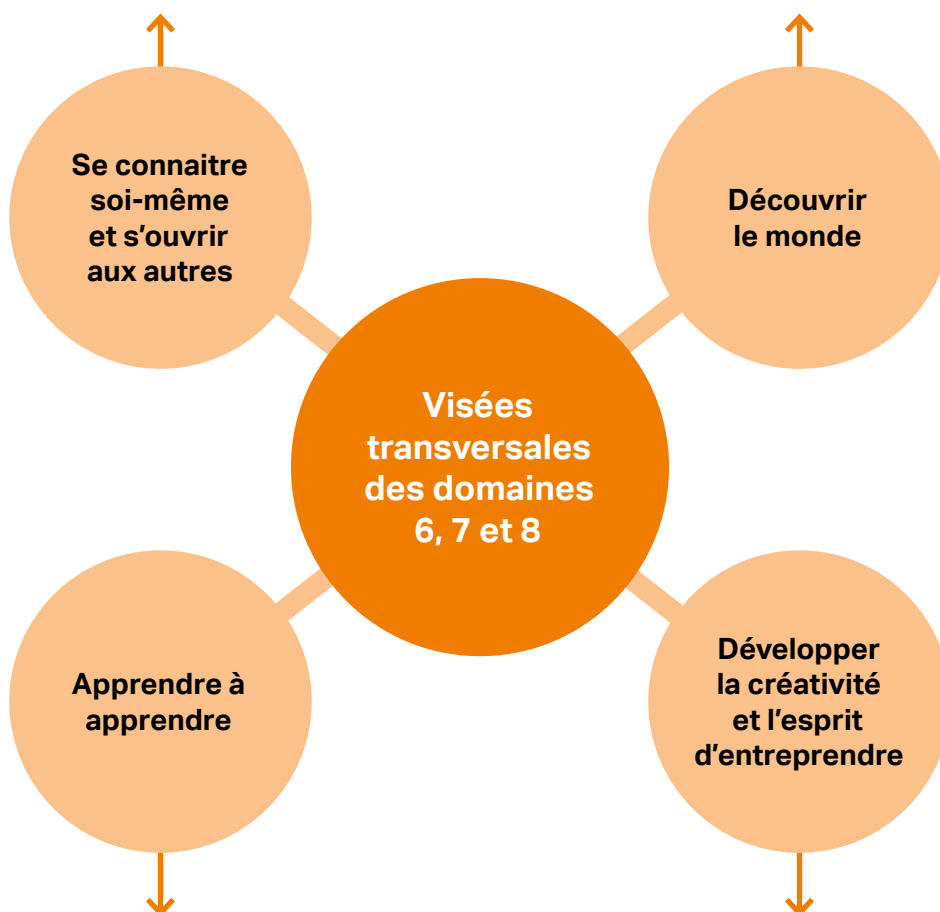 Se connaitre
soi-même
et s'ouvrir
aux autres
Découvrir
le monde
Visées
transversales
des domaines
6, 7 et 8
Apprendre à
apprendre
Développer
la créativité
et l'esprit
d'entreprendre